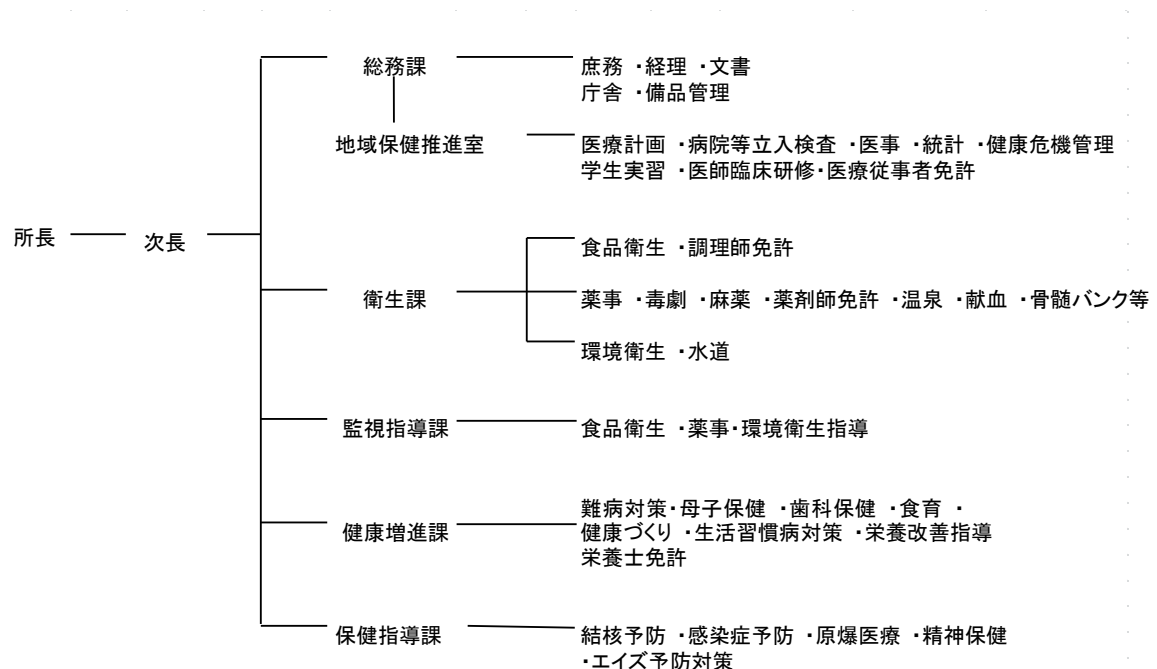 総務課
庶務 ・経理 ・文書
庁舎 ・備品管理
地域保健推進室
医療計画 ・病院等立入検査 ・医事 ・統計 ・健康危機管理
学生実習 ・医師臨床研修・医療従事者免許
所長
次長
衛生課
食品衛生 ・調理師免許
薬事 ・毒劇 ・麻薬 ・薬剤師免許 ・温泉 ・献血 ・骨髄バンク等
環境衛生 ・水道
監視指導課
食品衛生 ・薬事・環境衛生指導
健康増進課
難病対策・母子保健 ・歯科保健 ・食育 ・
健康づくり ・生活習慣病対策 ・栄養改善指導
栄養士免許
保健指導課
結核予防 ・感染症予防 ・原爆医療 ・精神保健
・エイズ予防対策